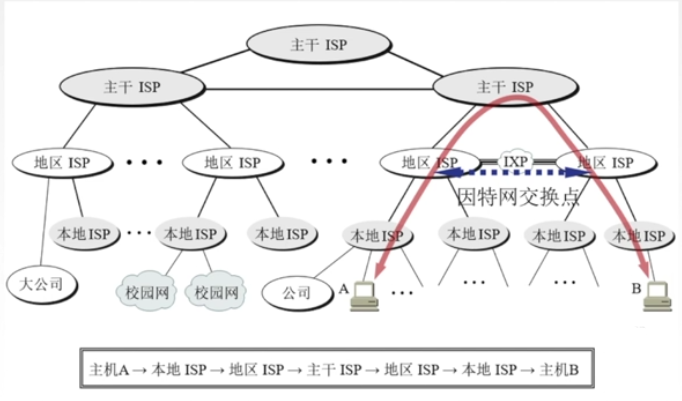 主干 ISP
主干 ISP
主干 ISP
地区 ISP
• • •
地区 ISP
• • •
地区 ISP
IXP
地区 ISP
因特网交换点
本地ISP
• • •
本地ISP
本地ISP
本地ISP
本地ISP
本地ISP
本地ISP
大公司
校园网
校园网
公司
A
• • •
• • •
• • •
B
主机A → 本地 ISP → 地区 ISP → 主干 ISP → 地区 ISP → 本地 ISP → 主机B